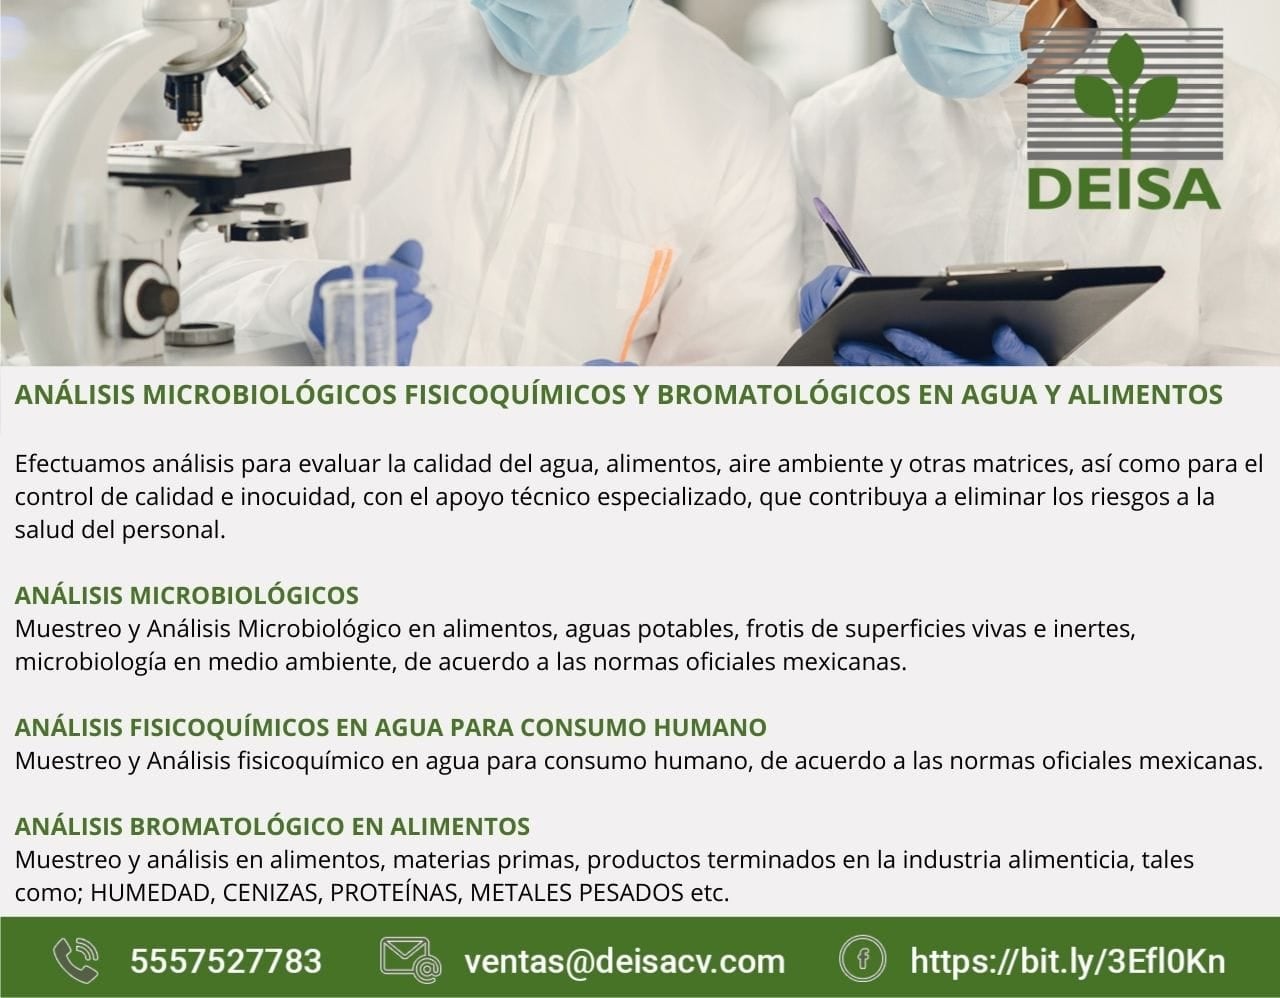 DEISA
ANÁLISIS MICROBIOLÓGICOS FISICOQUÍMICOS Y BROMATOLÓGICOS EN AGUA Y ALIMENTOS
Efectuamos análisis para evaluar la calidad del agua, alimentos, aire ambiente y otras matrices, así como para el
control de calidad e inocuidad, con el apoyo técnico especializado, que contribuya a eliminar los riesgos a la
salud del personal.
ANÁLISIS MICROBIOLÓGICOS
Muestreo y Análisis Microbiológico en alimentos, aguas potables, frotis de superficies vivas e inertes,
microbiología en medio ambiente, de acuerdo a las normas oficiales mexicanas.
ANÁLISIS FISICOQUÍMICOS EN AGUA PARA CONSUMO HUMANO
Muestreo y Análisis fisicoquímico en agua para consumo humano, de acuerdo a las normas oficiales mexicanas.
ANÁLISIS BROMATOLÓGICO EN ALIMENTOS
Muestreo y análisis en alimentos, materias primas, productos terminados en la industria alimenticia, tales
como; HUMEDAD, CENIZAS, PROTEÍNAS, METALES PESADOS etc.
5557527783 ventas@deisacv.com https://bit.ly/3Efl0Kn